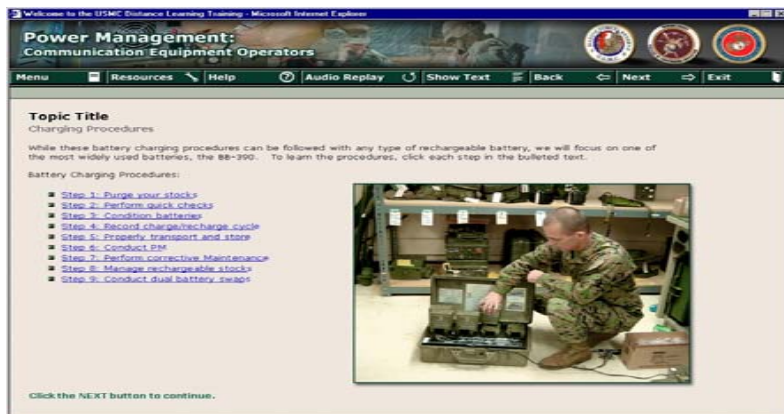 Welcome to the USMC Distance Learning Training - Microsoft Internet Explorer
Power Management:
Communication Equipment Operators
Menu Resources Help Audio Replay Show Text Back Next Exit
Topic Title
Charging Procedures
While these battery charging procedures can be followed with any type of rechargeable battery, we will focus on one of
the most widely used batteries, the BB-390. To learn the procedures, click each step in the bulleted text.
Battery Charging Procedures:
Step 1: Purge your stocks
Step 2: Perform quick checks
Step 3: Condition batteries
Step 4: Record charge/recharge cycle
Step 5: Properly transport and store
Step 6: Conduct PM
Step 7: Perform corrective Maintenance
Step 8: Manage rechargeable stocks
Step 9: Conduct dual battery swaps
Click the NEXT button to continue.